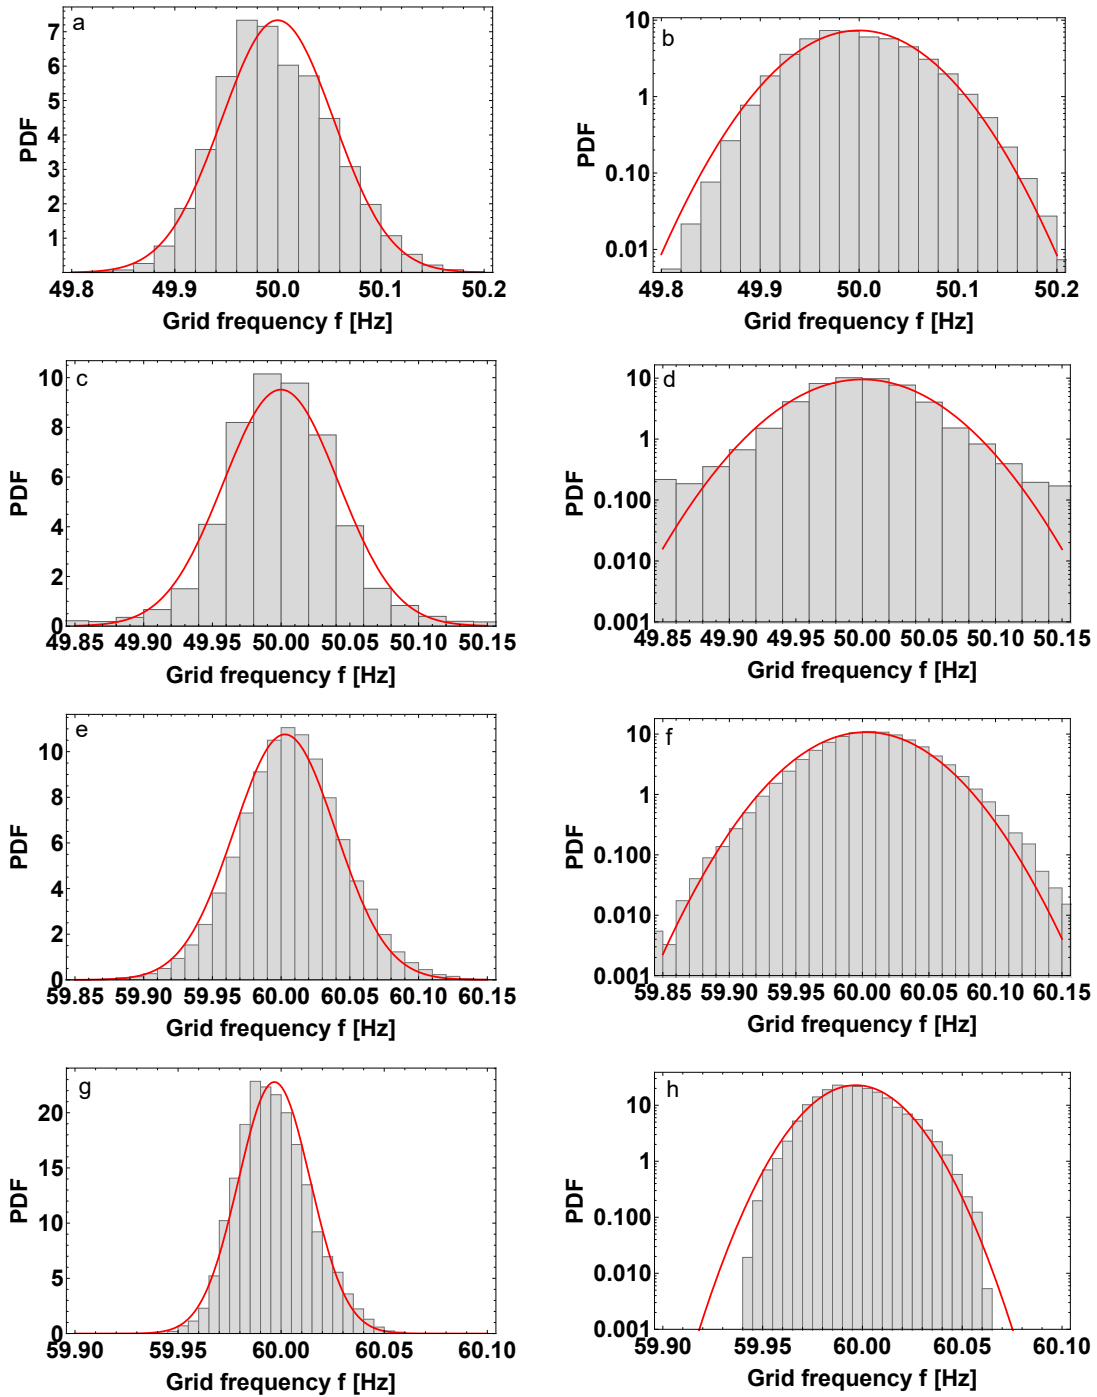 a
7
6
5
4
3
2
1
PDF
49.8 49.9 50.0 50.1 50.2
Grid frequency f [Hz]
b
10
1
0.10
0.01
PDF
49.8 49.9 50.0 50.1 50.2
Grid frequency f [Hz]
c
10
8
6
4
2
0
PDF
49.85 49.90 49.95 50.00 50.05 50.10 50.15
Grid frequency f [Hz]
d
10
1
0.100
0.010
0.001
PDF
49.85 49.90 49.95 50.00 50.05 50.10 50.15
Grid frequency f [Hz]
e
10
8
6
4
2
0
PDF
59.85 59.90 59.95 60.00 60.05 60.10 60.15
Grid frequency f [Hz]
f
10
1
0.100
0.010
0.001
PDF
59.85 59.90 59.95 60.00 60.05 60.10 60.15
Grid frequency f [Hz]
g
20
15
10
5
0
PDF
59.90 59.95 60.00 60.05 60.10
Grid frequency f [Hz]
h
10
1
0.100
0.010
0.001
PDF
59.90 59.95 60.00 60.05 60.10
Grid frequency f [Hz]